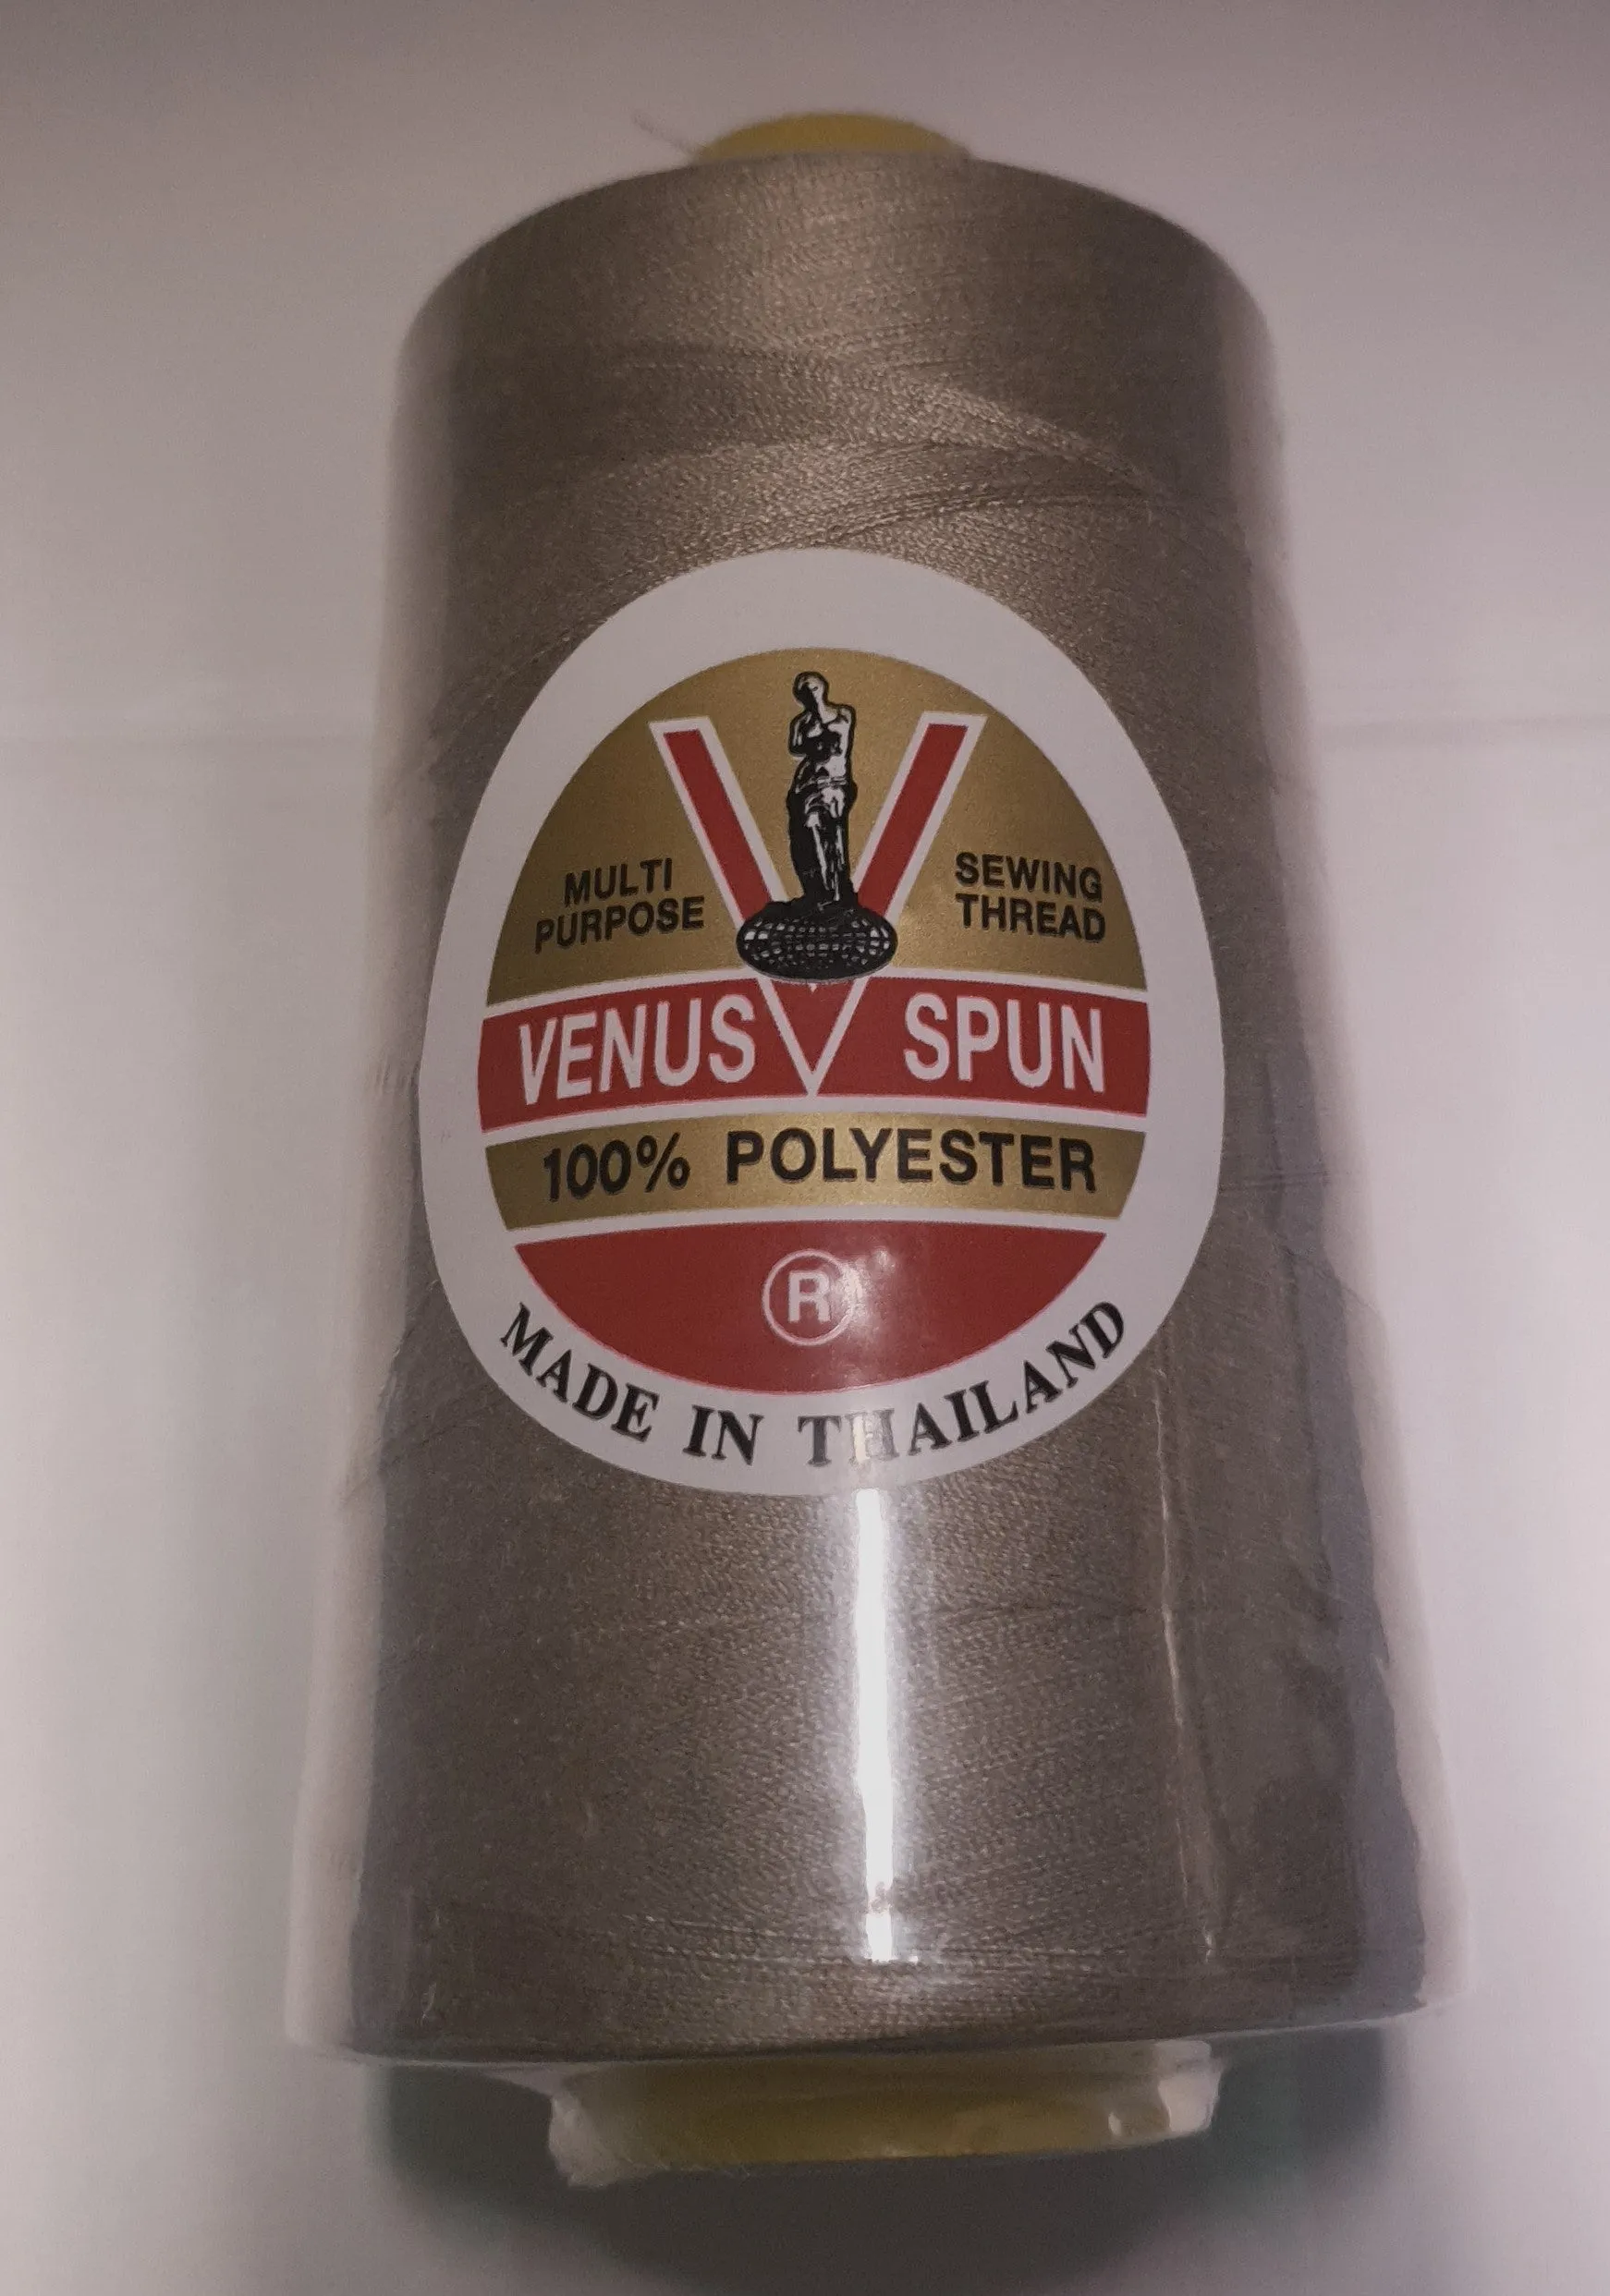 MULTI
PURPOSE
SEWING
THREAD
V
VENUS SPUN
100% POLYESTER
®
MADE IN THAILAND